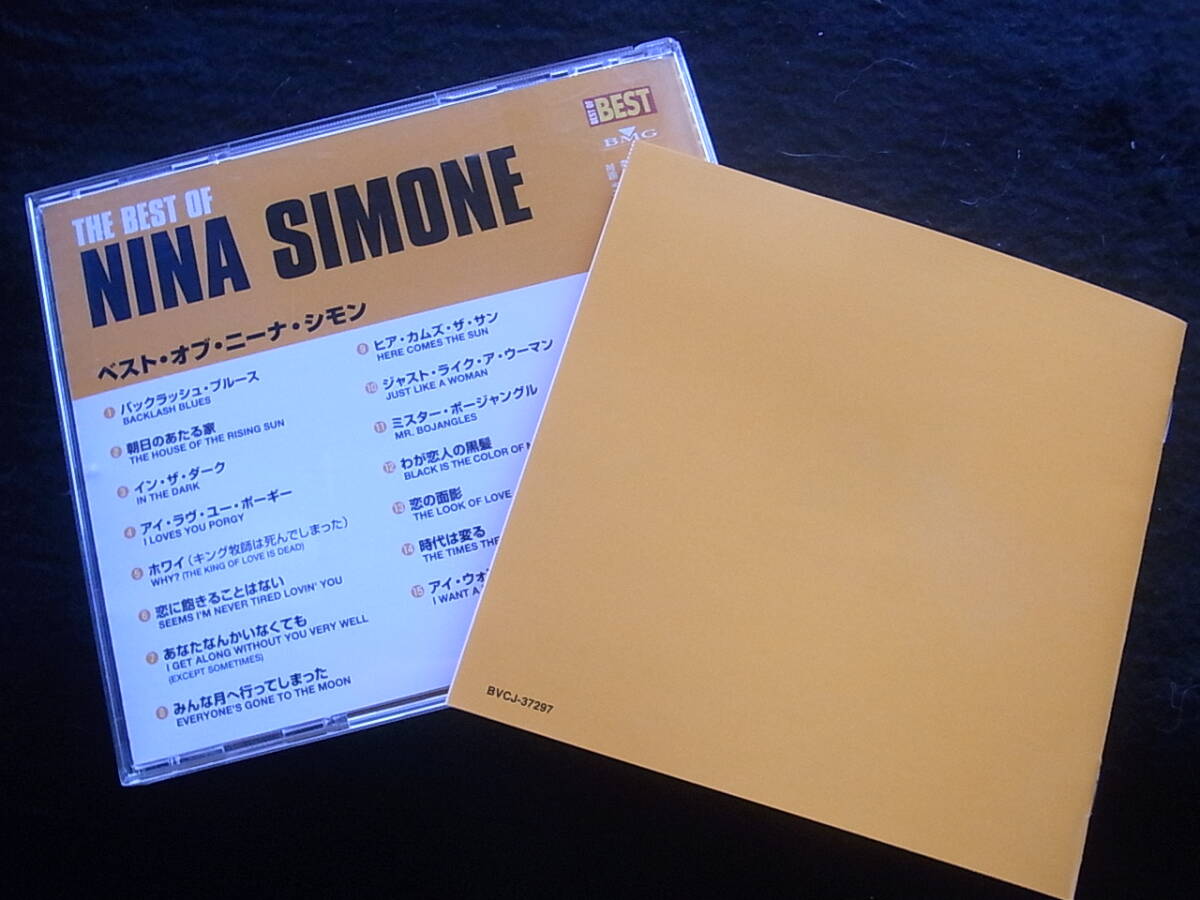 BEST
BMG
THE BEST OF
NINA SIMONE
ベスト・オブ・ニーナ・シモン
1 バックラッシュ・ブルース
BACKLASH BLUES
2 朝日のあたる家
THE HOUSE OF THE RISING SUN
3 イン・ザ・ダーク
IN THE DARK
4 アイ・ラヴ・ユー・ポーギー
I LOVES YOU PORGY
5 ホワイ(キング牧師は死んでしまった)
WHY? (THE KING OF LOVE IS DEAD)
6 恋に飽きることはない
SEEMS I'M NEVER TIRED LOVIN' YOU
7 あなたなんかいなくても
I GET ALONG WITHOUT YOU VERY WELL
(EXCEPT SOMETIMES)
8 みんな月へ行ってしまった
EVERYONE'S GONE TO THE MOON
9 ヒア・カムズ・ザ・サン
HERE COMES THE SUN
10 ジャスト・ライク・ア・ウーマン
JUST LIKE A WOMAN
11 ミスター・ボージャングル
MR. BOJANGLES
12 わが恋人の黒髪
BLACK IS THE COLOR OF
13 恋の面影
THE LOOK OF LOVE
14 時代は変る
THE TIMES THE
15 アイ・ウォ
I WANT A
BVCJ-37297